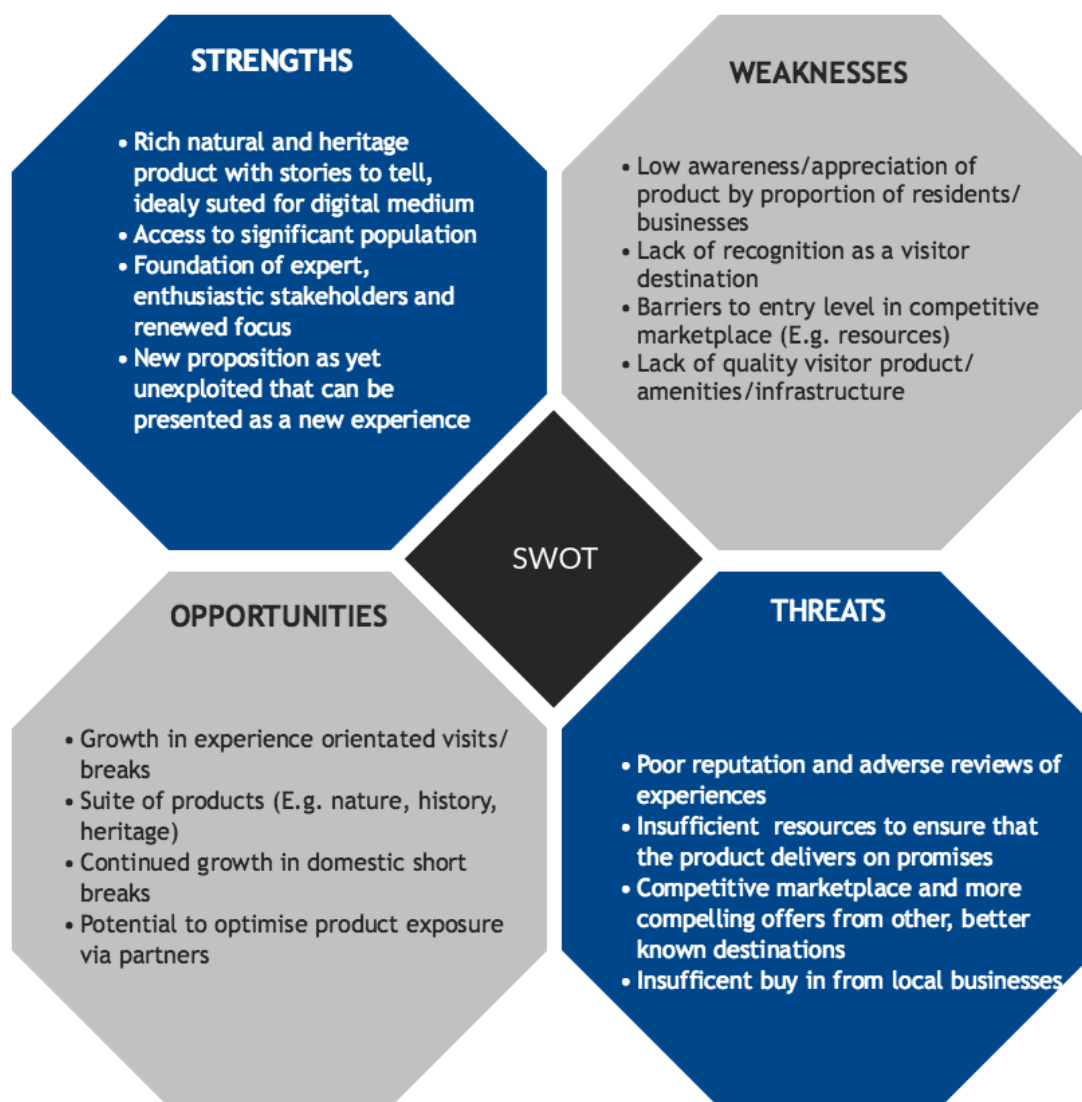 STRENGTHS
• Rich natural and heritage
product with stories to tell,
idealy suted for digital medium
• Access to significant population
• Foundation of expert,
enthusiastic stakeholders and
renewed focus
• New proposition as yet
unexploited that can be
presented as a new experience
WEAKNESSES
• Low awareness/appreciation of
product by proportion of residents/
businesses
• Lack of recognition as a visitor
destination
• Barriers to entry level in competitive
marketplace (E.g. resources)
• Lack of quality visitor product/
amenities/infrastructure
SWOT
OPPORTUNITIES
• Growth in experience orientated visits/
breaks
• Suite of products (E.g. nature, history,
heritage)
• Continued growth in domestic short
breaks
• Potential to optimise product exposure
via partners
THREATS
• Poor reputation and adverse reviews of
experiences
• Insufficient  resources to ensure that
the product delivers on promises
• Competitive marketplace and more
compelling offers from other, better
known destinations
• Insufficent buy in from local businesses